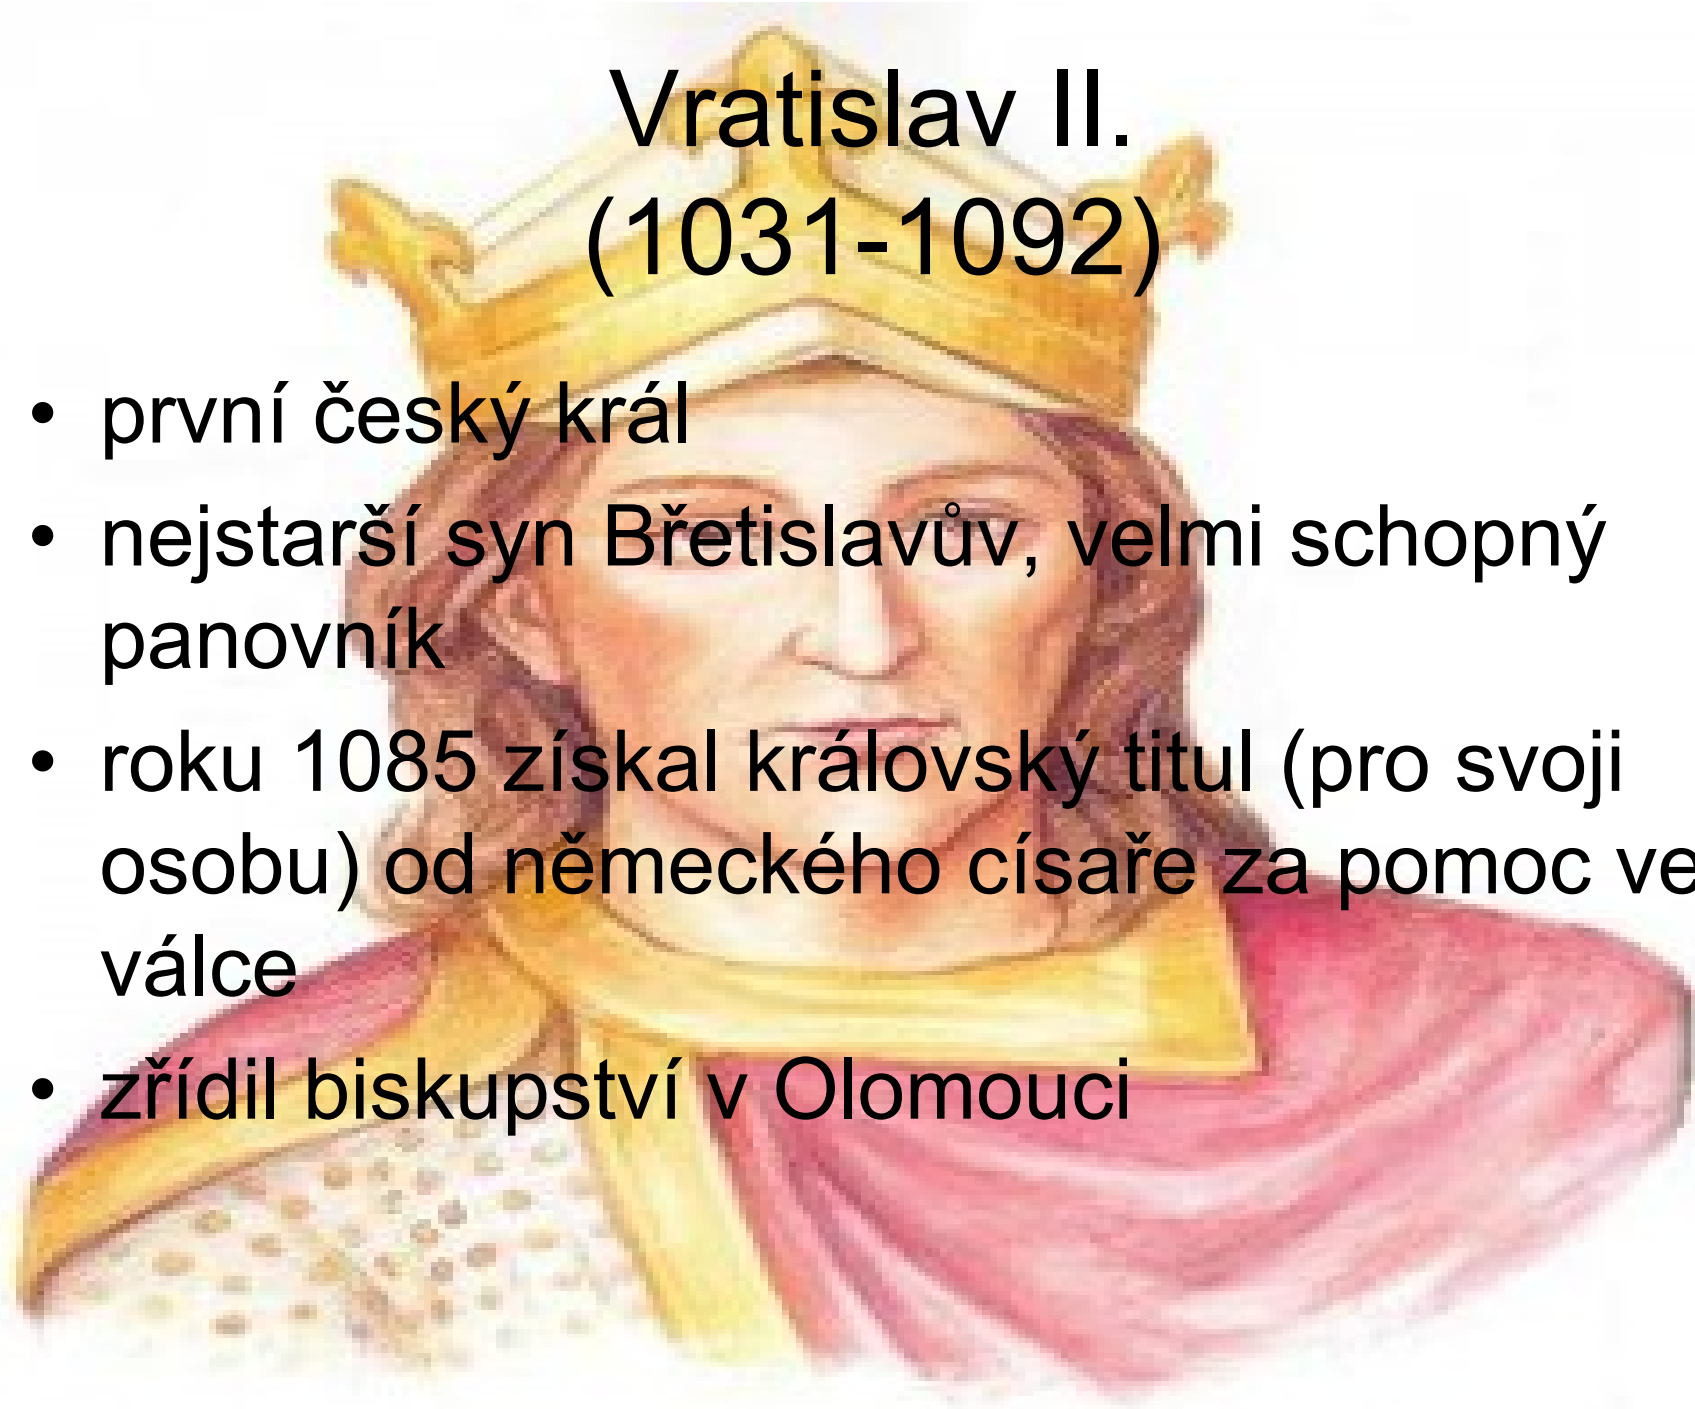 Vratislav II.
(1031-1092)
• první český král
• nejstarší syn Břetislavův, velmi schopný
panovník
• roku 1085 získal královský titul (pro svoji
osobu) od německého císaře za pomoc ve
válce
• zřídil biskupství v Olomouci